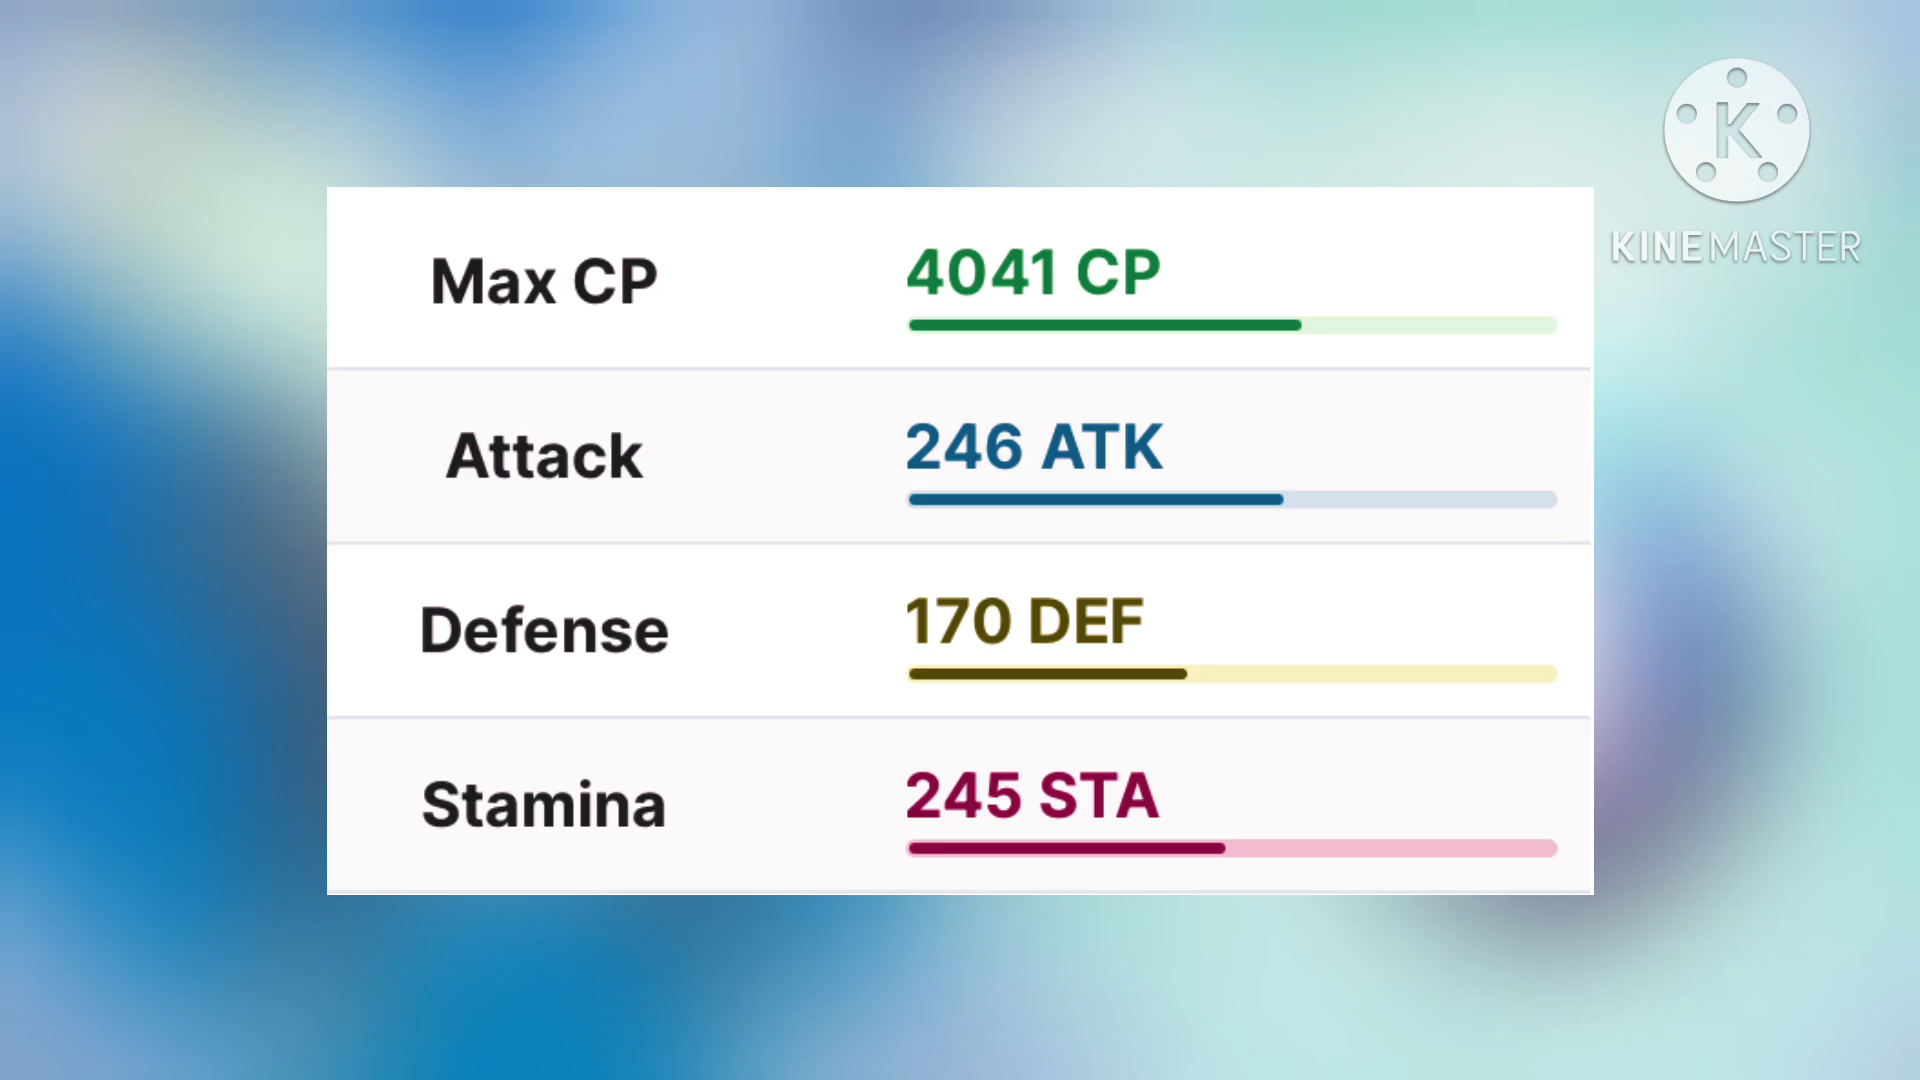 K
KINEMASTER
Max CP
4041 CP
Attack
246 ATK
Defense
170 DEF
Stamina
245 STA